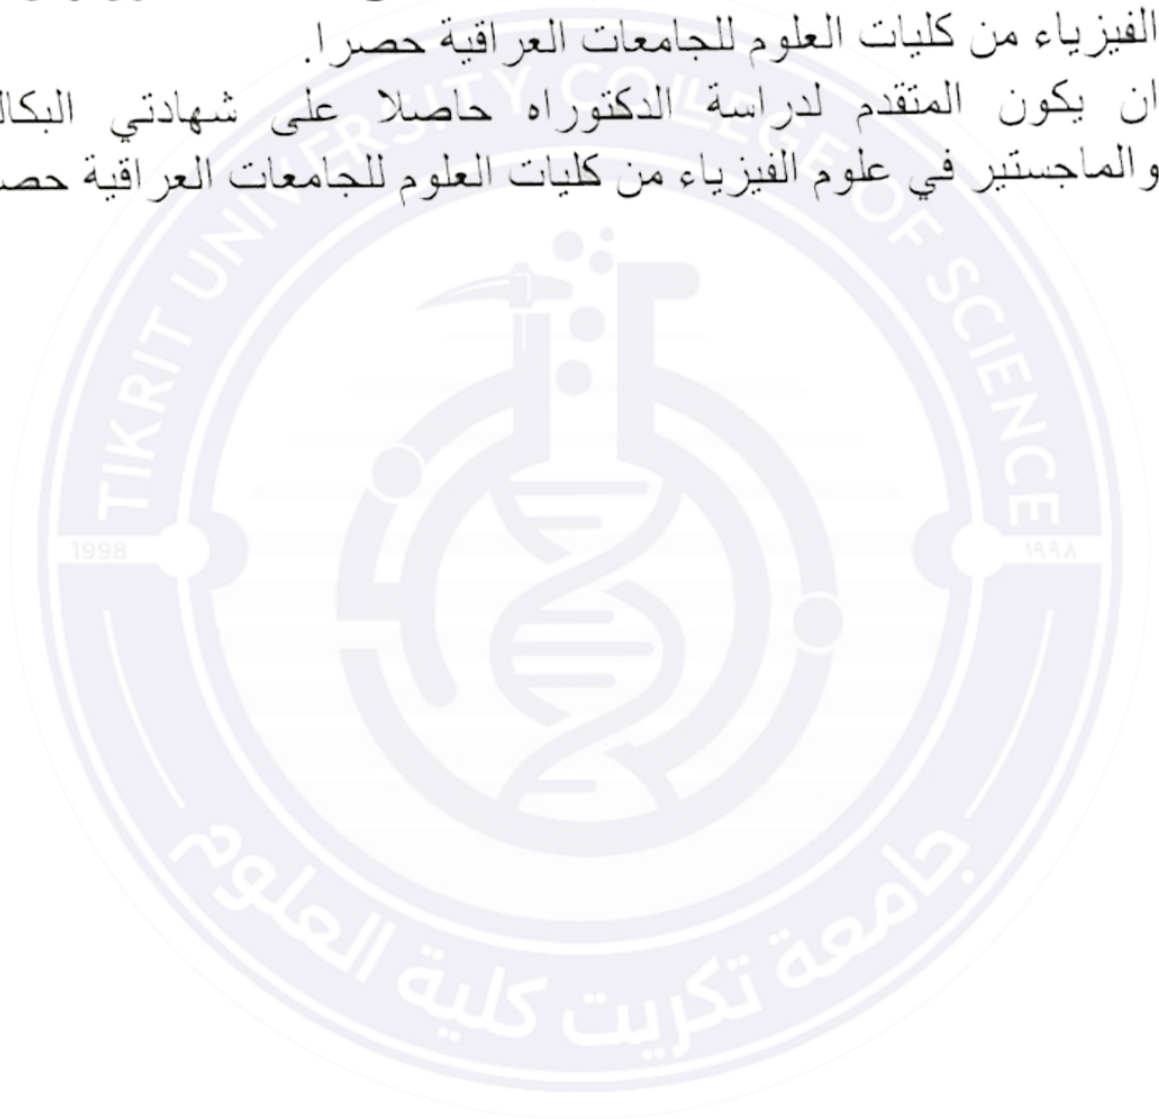 الفيزياء من كليات العلوم للجامعات العراقية حصرا.
ان يكون المتقدم لدراسة الدكتوراه حاصلا على شهادتي
والماجستير في علوم الفيزياء من كليات العلوم للجامعات العراقية
TIKRIT UNIVERSITY COLLEGE OF SCIENCE
1998
١٩٩٨
جامعة تكريت كلية العلوم